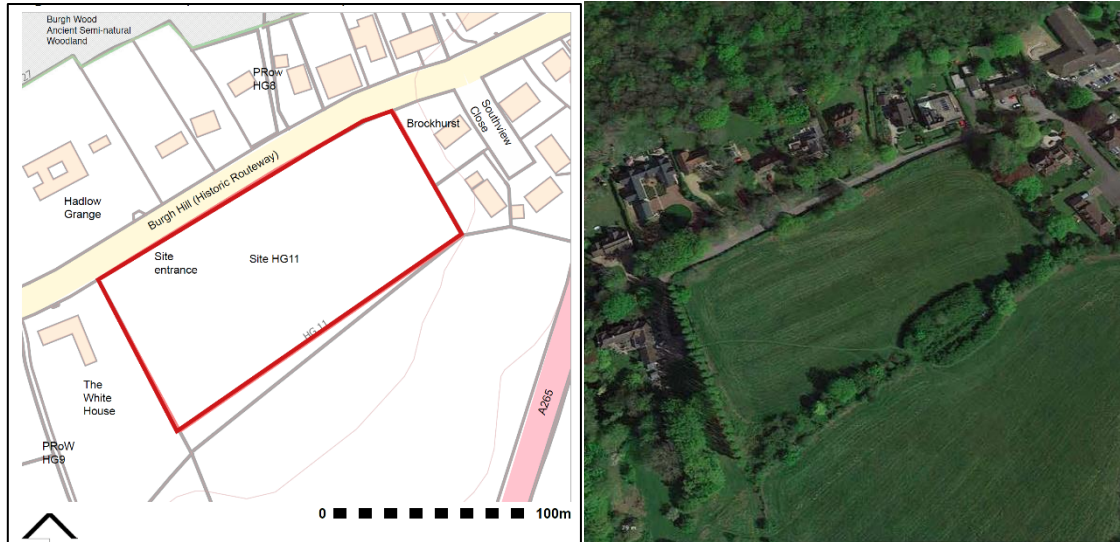 Burgh Wood
Ancient Semi-natural
Woodland
PRow
HG8
Brockhurst
Southview
Close
Burgh Hill (Historic Routeway)
Hadlow
Grange
Site
entrance
Site HG11
HG 11
The
White
House
PRoW
HG9
A265
0
100m